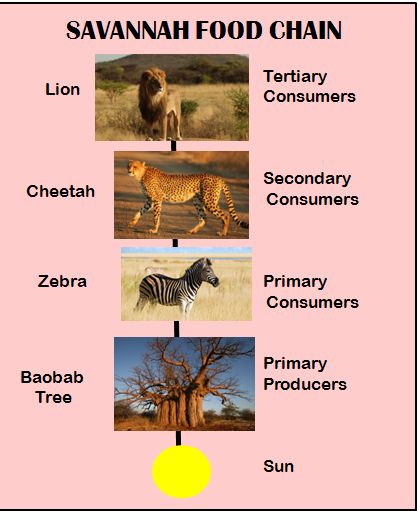 SAVANNAH FOOD CHAIN
Lion
Tertiary
Consumers
Cheetah
Secondary
Consumers
Zebra
Primary
Consumers
Baobab
Tree
Primary
Producers
Sun